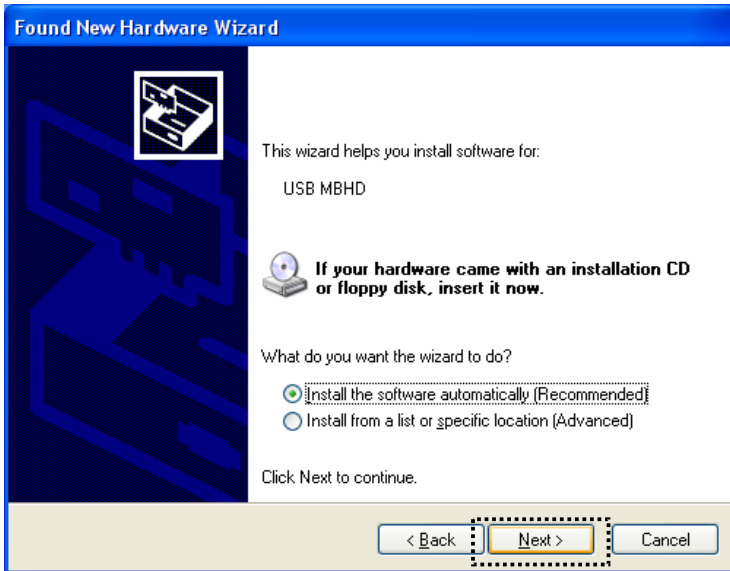 Found New Hardware Wizard
This wizard helps you install software for:
USB MBHD
If your hardware came with an installation CD
or floppy disk, insert it now.
What do you want the wizard to do?
Install the software automatically (Recommended)
Install from a list or specific location (Advanced)
Click Next to continue.
< Back Next > Cancel